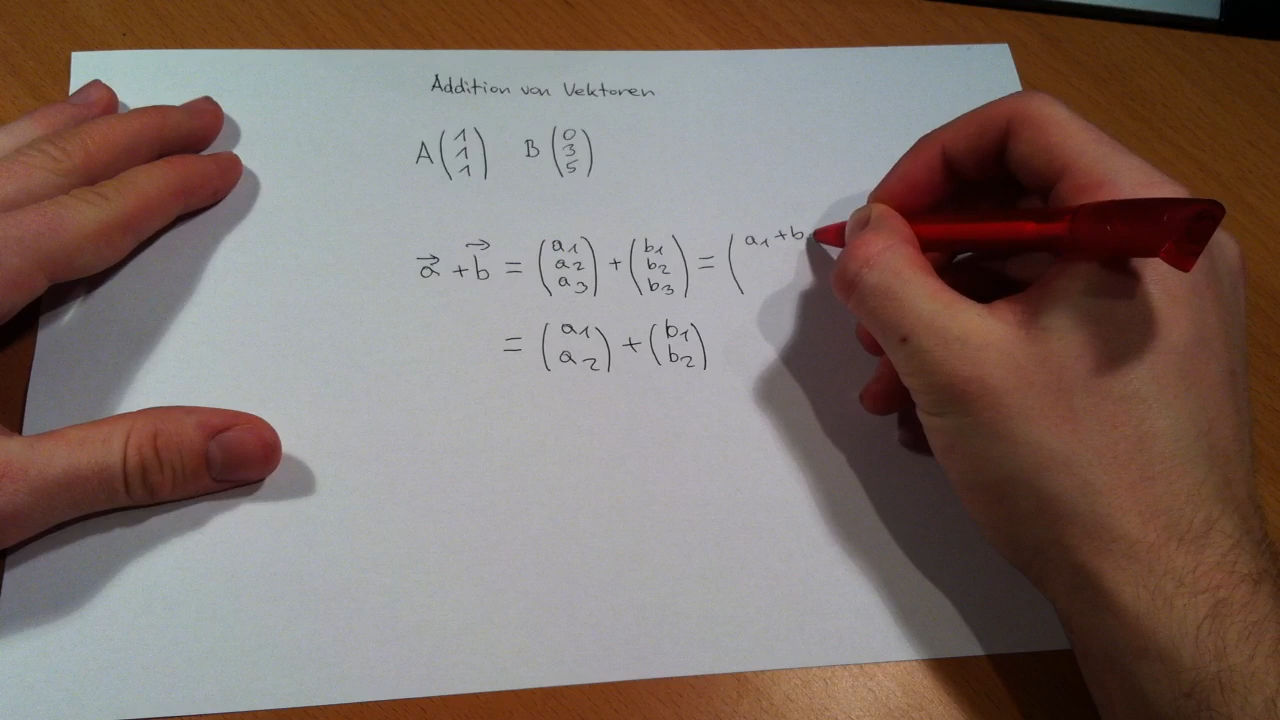 Addition von Vektoren
A (1 1 1) B (0 3 5)
a⃗ + b⃗ = (a₁ a₂ a₃) + (b₁ b₂ b₃) = ( a₁ + b
= (a₁ a₂) + (b₁ b₂)